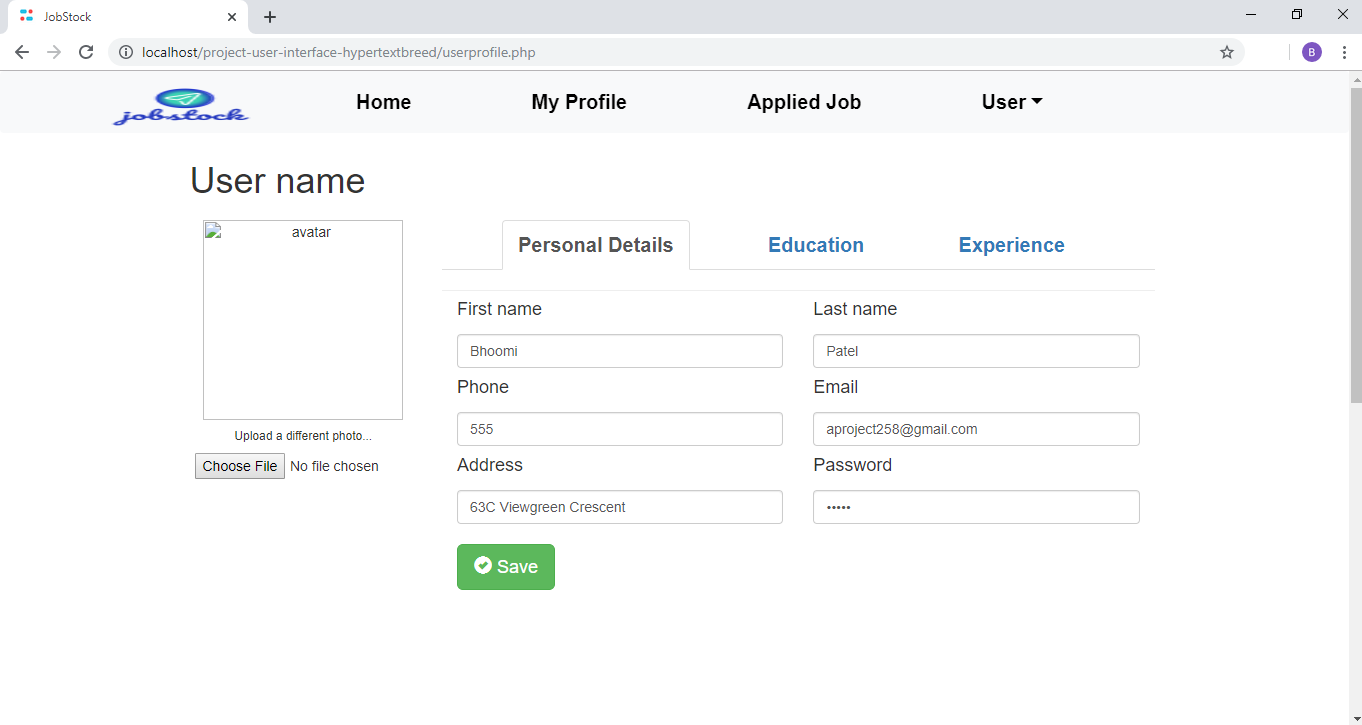 JobStock
localhost/project-user-interface-hypertextbreed/userprofile.php
B
jobstock
Home
My Profile
Applied Job
User
User name
avatar
Personal Details
Education
Experience
First name
Last name
Bhoomi
Patel
Phone
Email
555
aproject258@gmail.com
Upload a different photo...
Address
Password
Choose File No file chosen
63C Viewgreen Crescent
•••••
Save